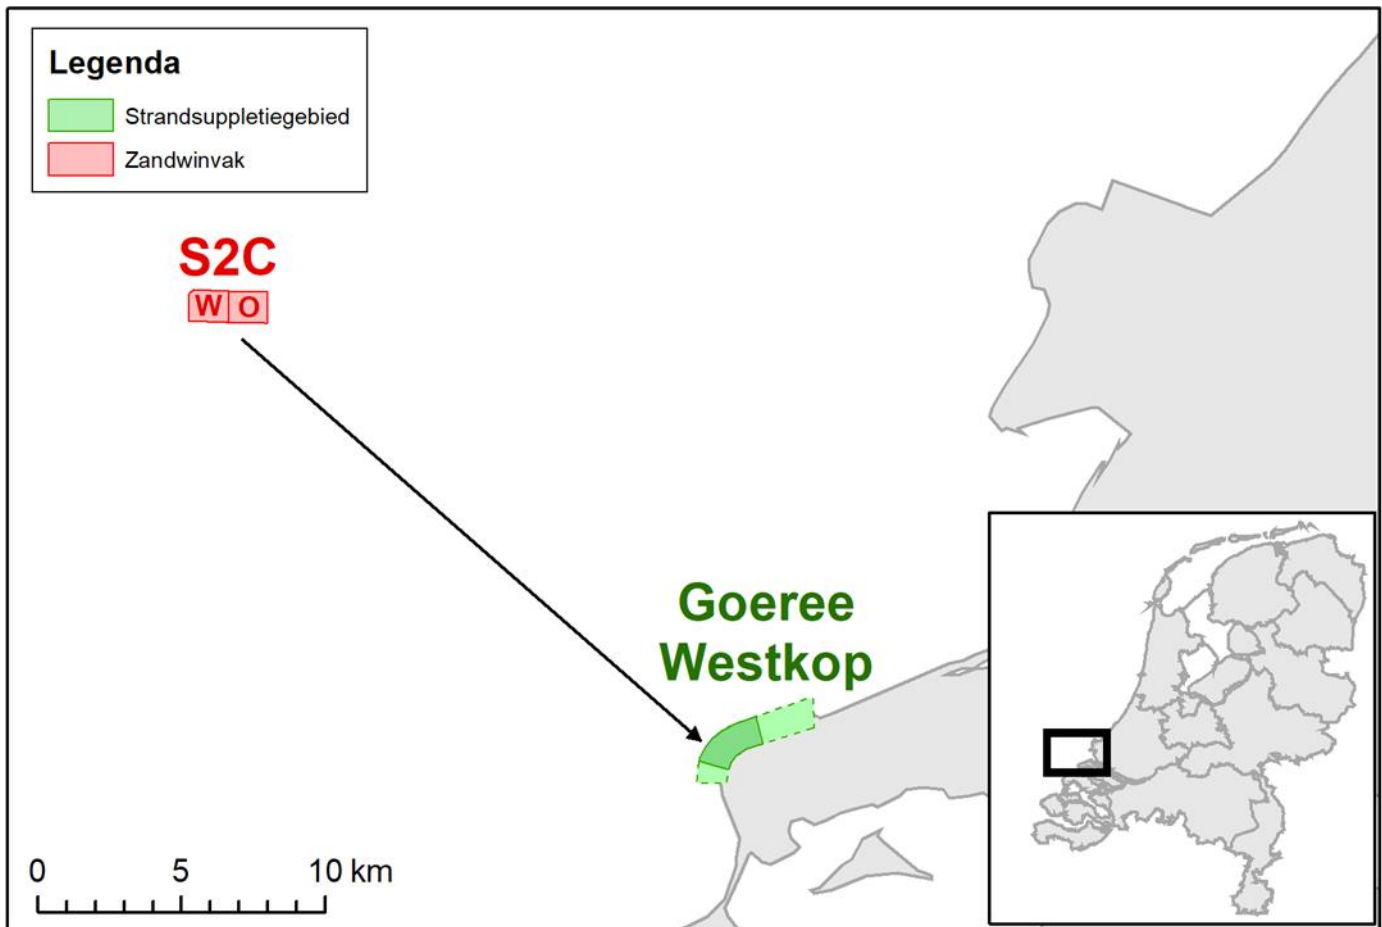 Legenda
Strandsuppletiegebied
Zandwinvak
S2C
W O
Goeree
Westkop
0 5 10 km